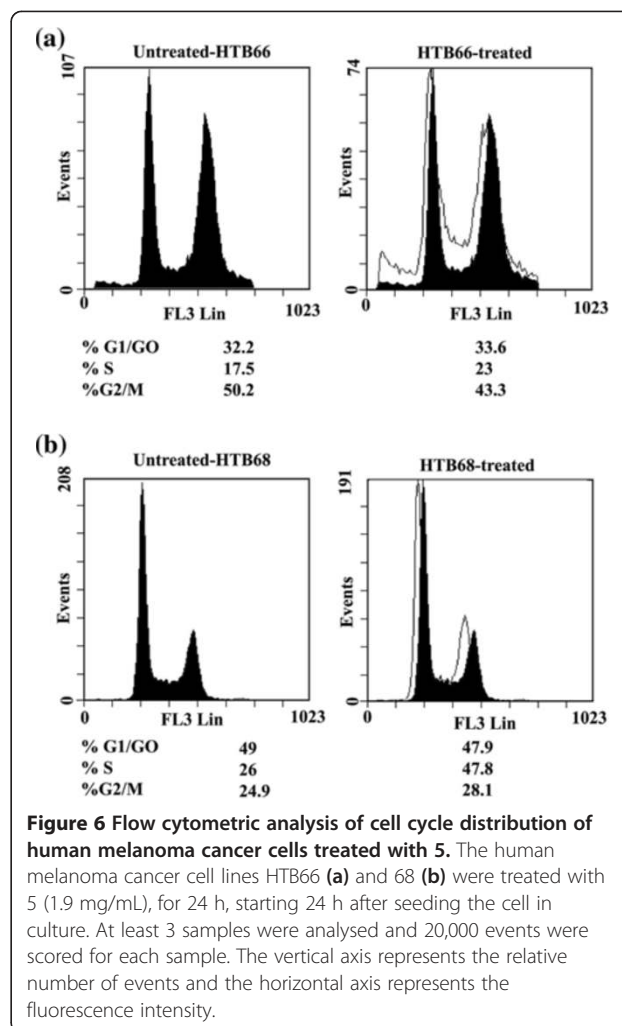 (a)
Untreated-HTB66
HTB66-treated
107
Events
0
0
FL3 Lin
1023
74
Events
0
0
FL3 Lin
1023
% G1/GO 32.2 33.6
% S 17.5 23
%G2/M 50.2 43.3
(b)
Untreated-HTB68
HTB68-treated
208
Events
0
0
FL3 Lin
1023
191
Events
0
0
FL3 Lin
1023
% G1/GO 49 47.9
% S 26 47.8
%G2/M 24.9 28.1
Figure 6 Flow cytometric analysis of cell cycle distribution of
human melanoma cancer cells treated with 5. The human
melanoma cancer cell lines HTB66 (a) and 68 (b) were treated with
5 (1.9 mg/mL), for 24 h, starting 24 h after seeding the cell in
culture. At least 3 samples were analysed and 20,000 events were
scored for each sample. The vertical axis represents the relative
number of events and the horizontal axis represents the
fluorescence intensity.